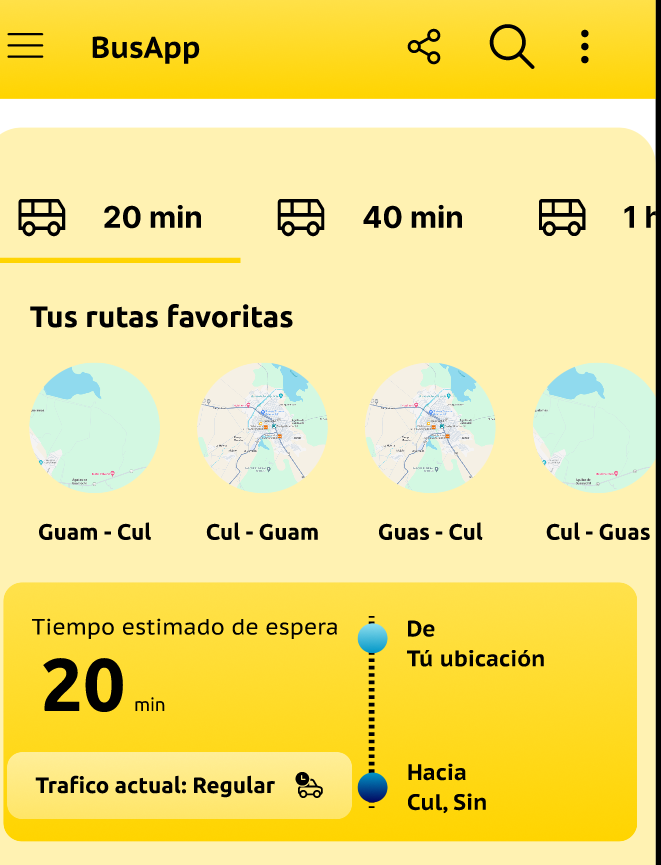 BusApp
20 min
40 min
1 h
Tus rutas favoritas
Guam - Cul
Cul - Guam
Guas - Cul
Cul - Guas
Tiempo estimado de espera
20 min
Trafico actual: Regular
De
Tú ubicación
Hacia
Cul, Sin